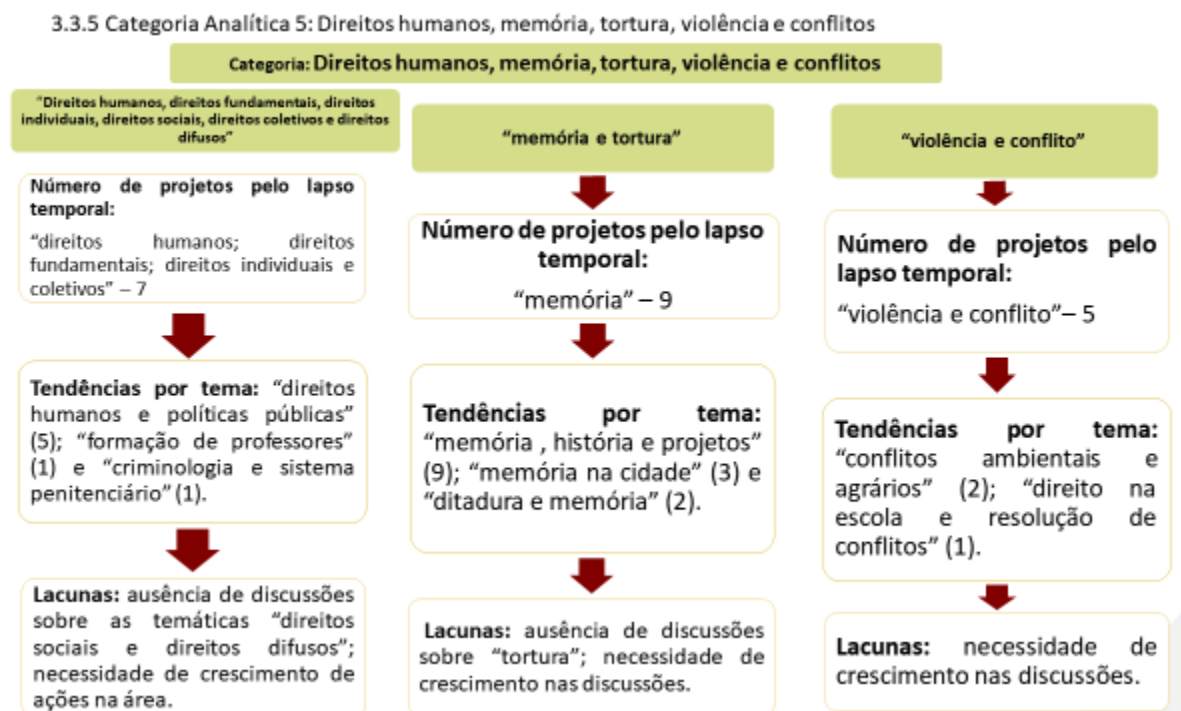 3.3.5 Categoria Analítica 5: Direitos humanos, memória, tortura, violência e conflitos
Categoria: Direitos humanos, memória, tortura, violência e conflitos
"Direitos humanos, direitos fundamentais, direitos
individuais, direitos sociais, direitos coletivos e direitos
difusos"
Número de projetos pelo lapso
temporal:
"direitos humanos; direitos
fundamentais; direitos individuais e
coletivos" – 7
Tendências por tema: "direitos
humanos e políticas públicas"
(5); "formação de professores"
(1) e "criminologia e sistema
penitenciário" (1).
Lacunas: ausência de discussões
sobre as temáticas "direitos
sociais e direitos difusos";
necessidade de crescimento de
ações na área.
"memória e tortura"
Número de projetos pelo lapso
temporal:
"memória" – 9
Tendências por tema:
"memória , história e projetos"
(9); "memória na cidade" (3) e
"ditadura e memória" (2).
Lacunas: ausência de discussões
sobre "tortura"; necessidade de
crescimento nas discussões.
"violência e conflito"
Número de projetos pelo
lapso temporal:
"violência e conflito"– 5
Tendências por tema:
"conflitos ambientais e
agrários" (2); "direito na
escola e resolução de
conflitos" (1).
Lacunas: necessidade de
crescimento nas discussões.